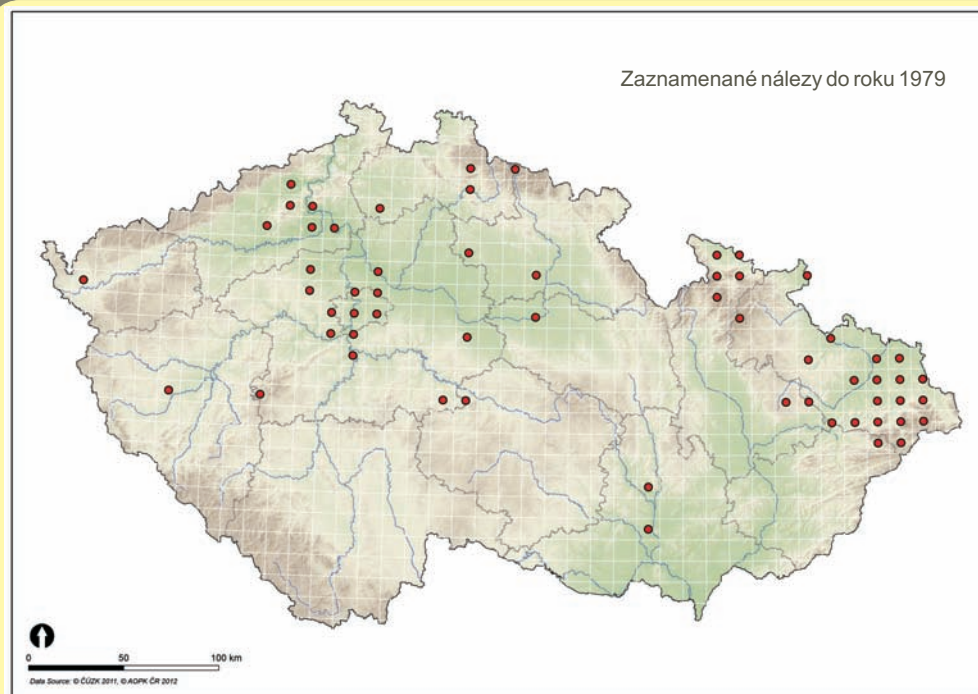 Zaznamenané nálezy do roku 1979
0 50 100 km
Data Source: © ČÚZK 2011, © AOPK ČR 2012